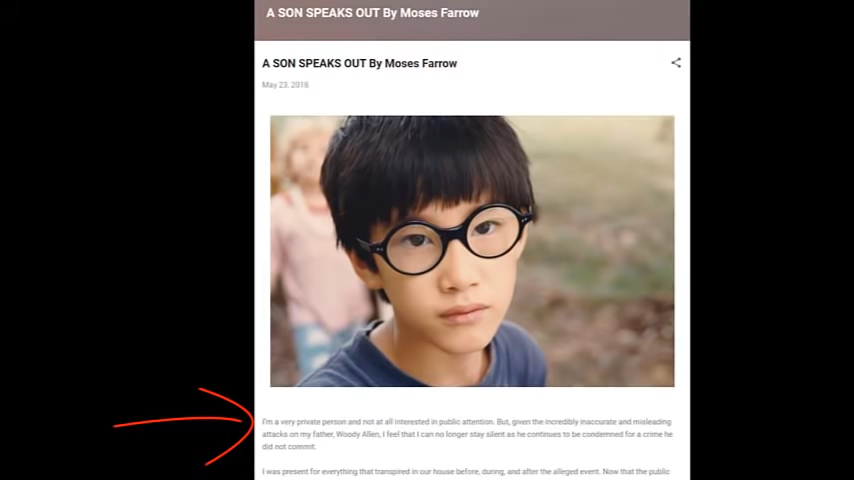 A SON SPEAKS OUT By Moses Farrow
A SON SPEAKS OUT By Moses Farrow
May 23, 2018
I'm a very private person and not at all interested in public attention. But, given the incredibly inaccurate and misleading
attacks on my father, Woody Allen, I feel that I can no longer stay silent as he continues to be condemned for a crime he
did not commit.
I was present for everything that transpired in our house before, during, and after the alleged event. Now that the public